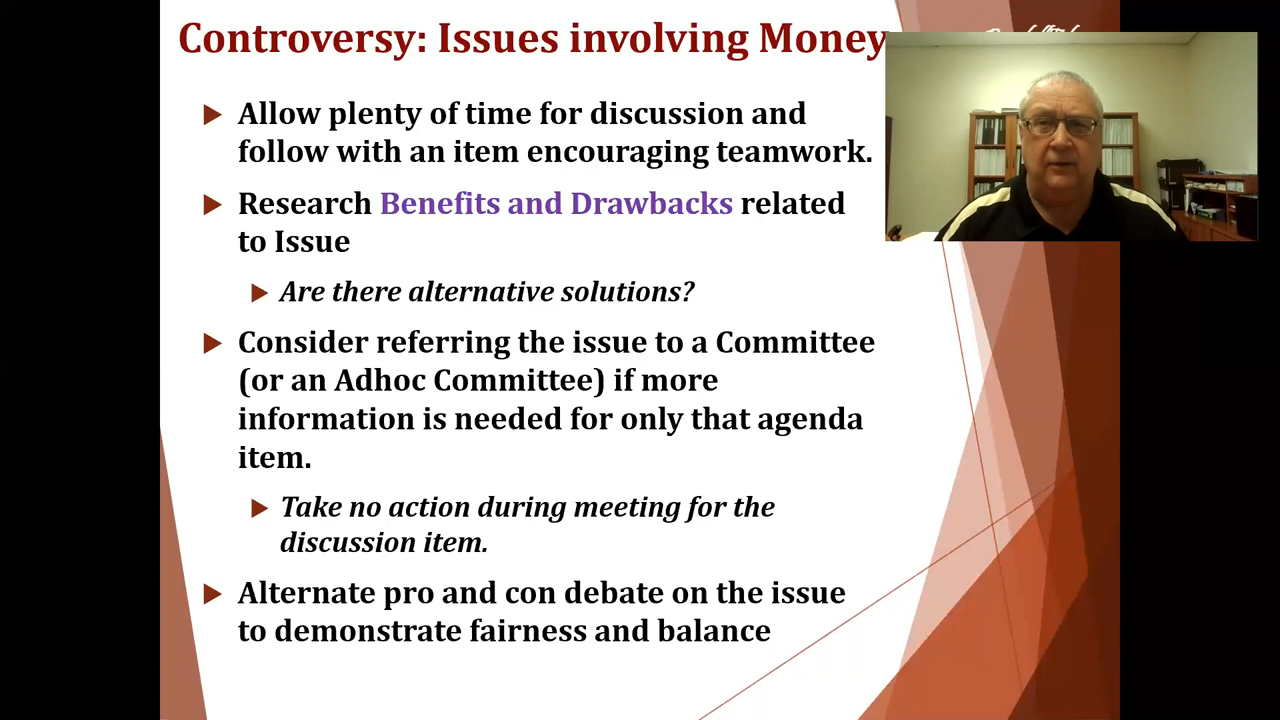 Controversy: Issues involving Money
Allow plenty of time for discussion and
follow with an item encouraging teamwork.
Research Benefits and Drawbacks related
to Issue
Are there alternative solutions?
Consider referring the issue to a Committee
(or an Adhoc Committee) if more
information is needed for only that agenda
item.
Take no action during meeting for the
discussion item.
Alternate pro and con debate on the issue
to demonstrate fairness and balance